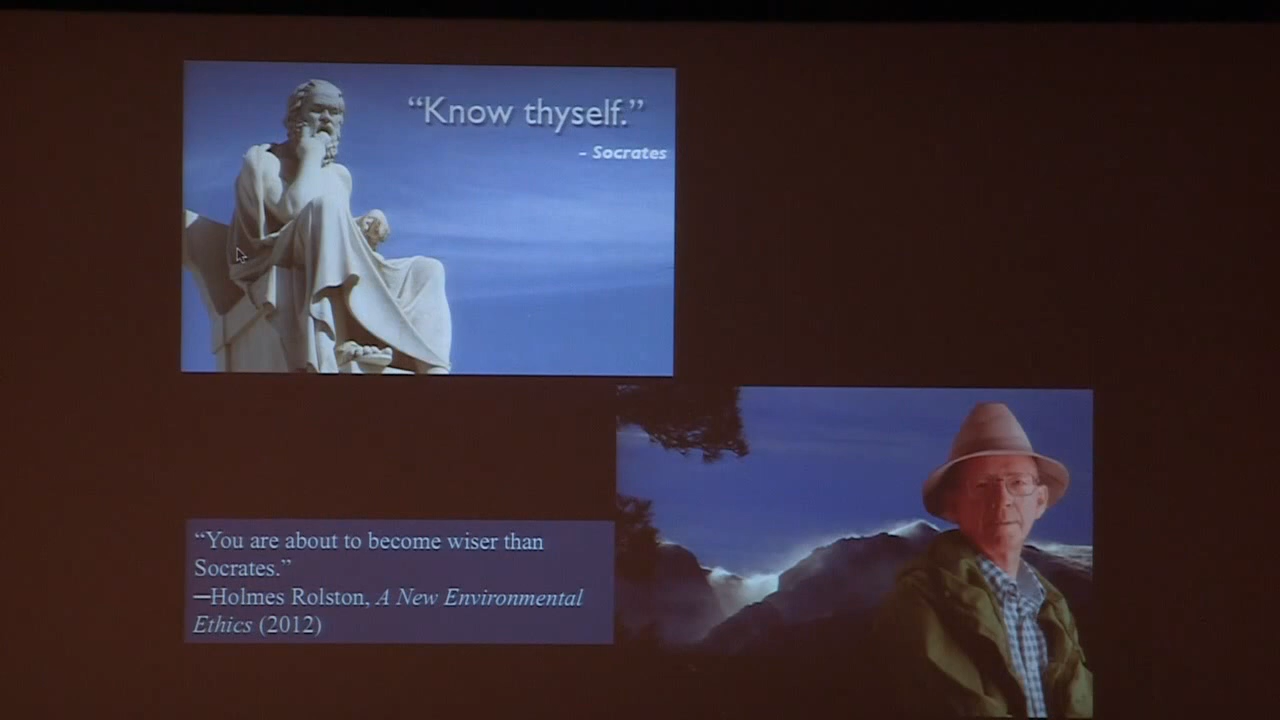 “Know thyself.”
- Socrates
“You are about to become wiser than
Socrates.”
—Holmes Rolston, A New Environmental
Ethics (2012)